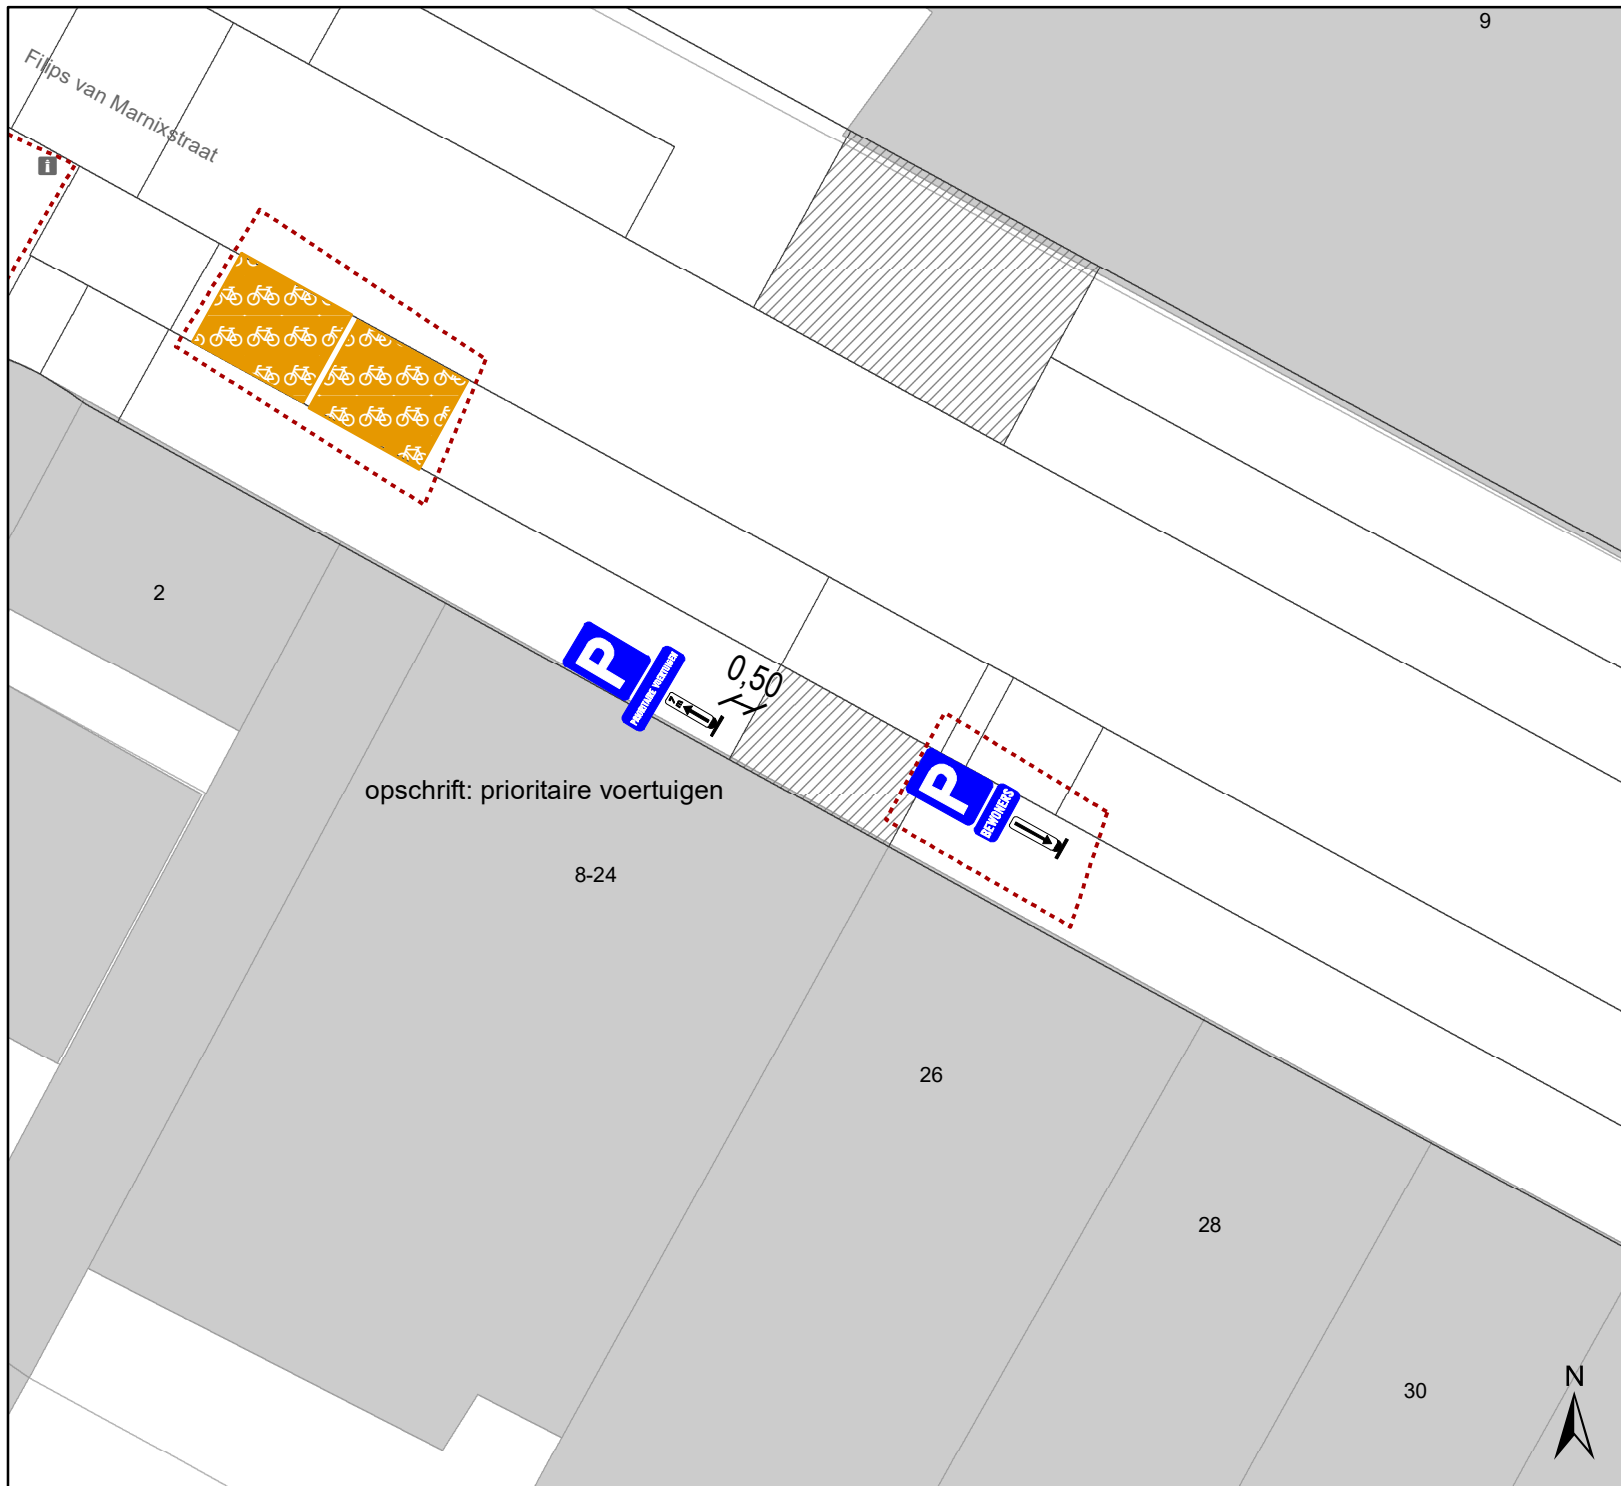 9
Filips van Marnixstraat
i
2
P
PRIORITAIRE VOERTUIGEN
0,50
opschrift: prioritaire voertuigen
P
BEWONERS
8-24
26
28
30
N